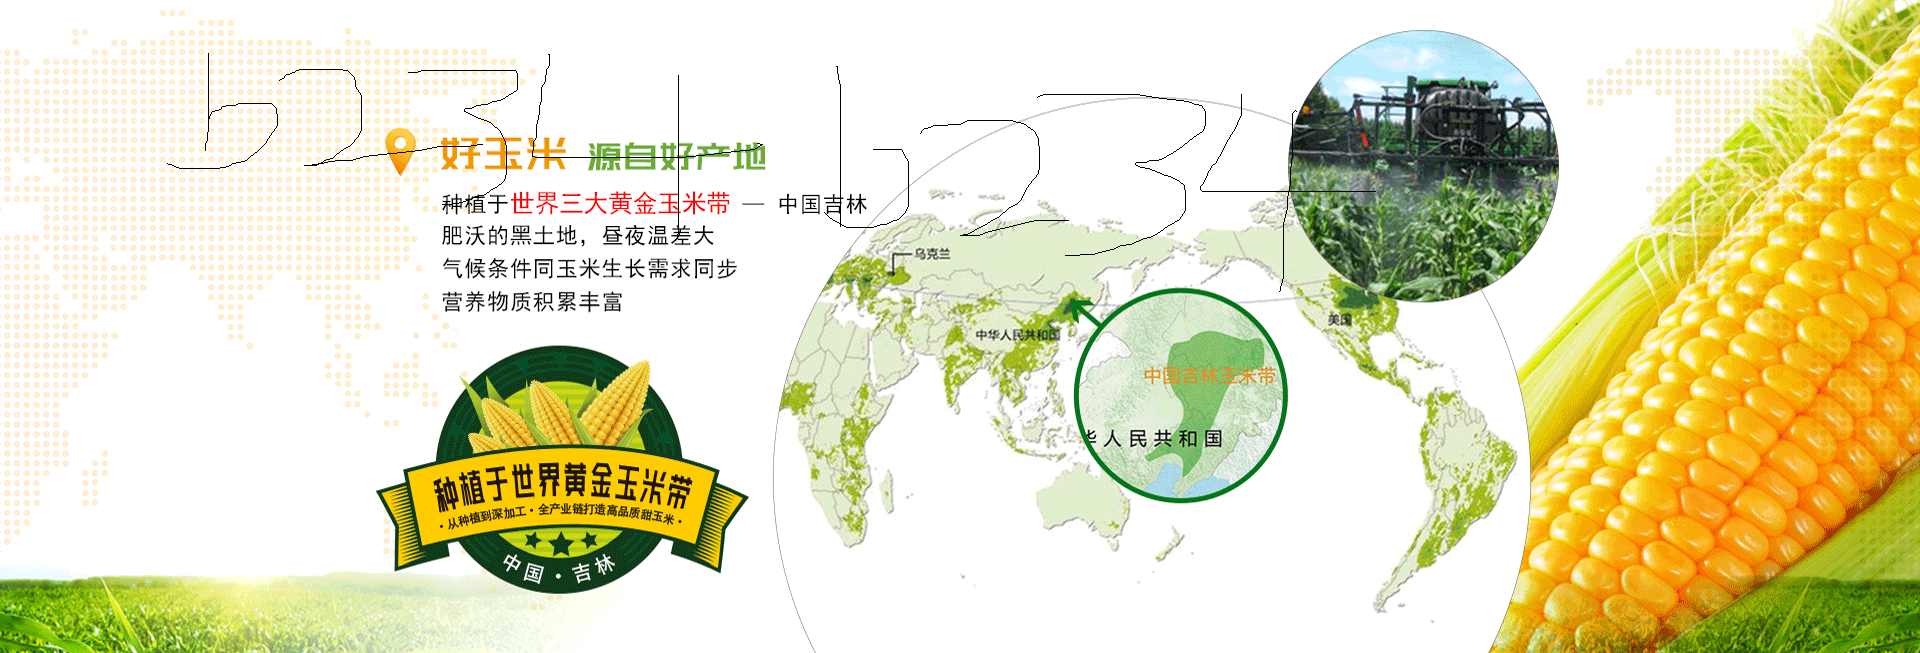 5234 5234
好玉米 源自好产地
种植于世界三大黄金玉米带 — 中国吉林
肥沃的黑土地，昼夜温差大
气候条件同玉米生长需求同步
营养物质积累丰富
乌克兰
中华人民共和国
美国
中国吉林玉米带
华人民共和国
种植于世界黄金玉米带
·从种植到深加工·全产业链打造高品质甜玉米·
中国·吉林